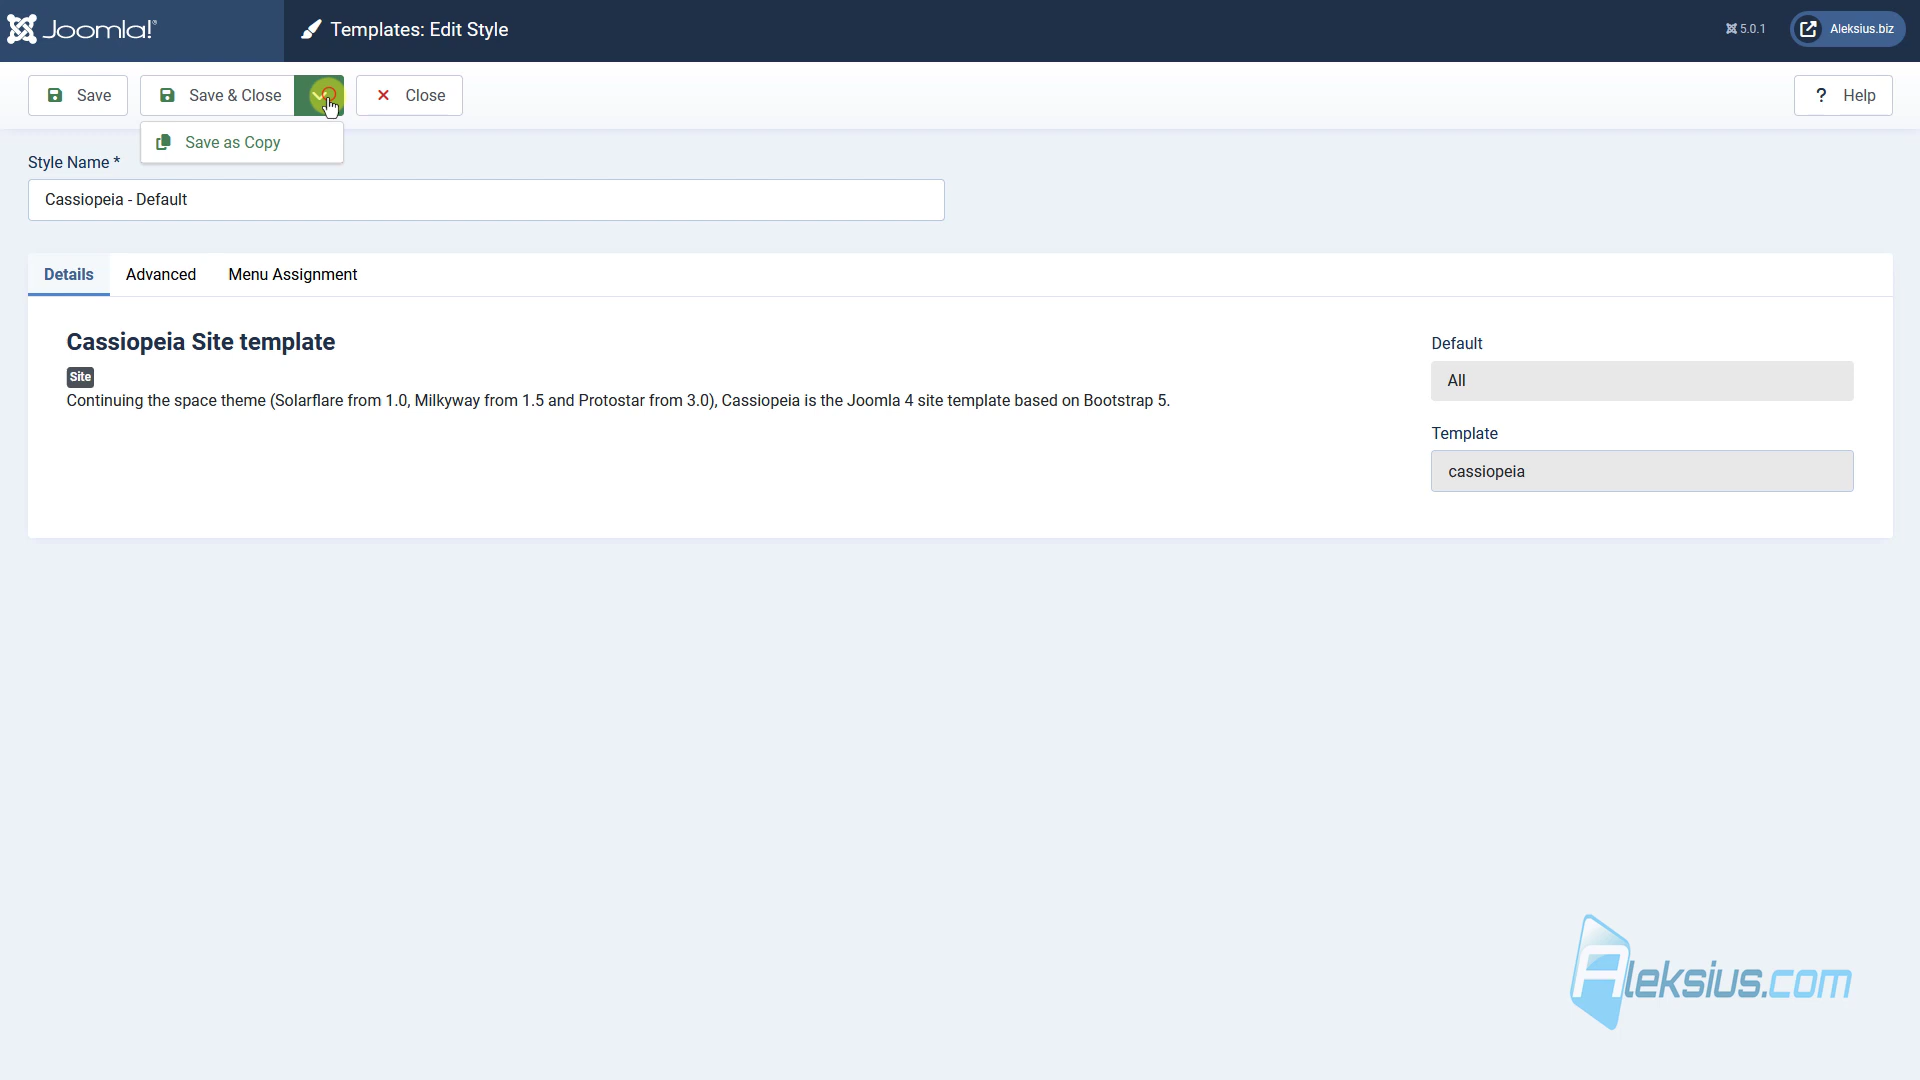 Joomla!
Templates: Edit Style
5.0.1
Aleksius.biz
Save
Save & Close
Close
? Help
Save as Copy
Style Name *
Cassiopeia - Default
Details
Advanced
Menu Assignment
Cassiopeia Site template
Site
Continuing the space theme (Solarflare from 1.0, Milkyway from 1.5 and Protostar from 3.0), Cassiopeia is the Joomla 4 site template based on Bootstrap 5.
Default
All
Template
cassiopeia
Aleksius.com